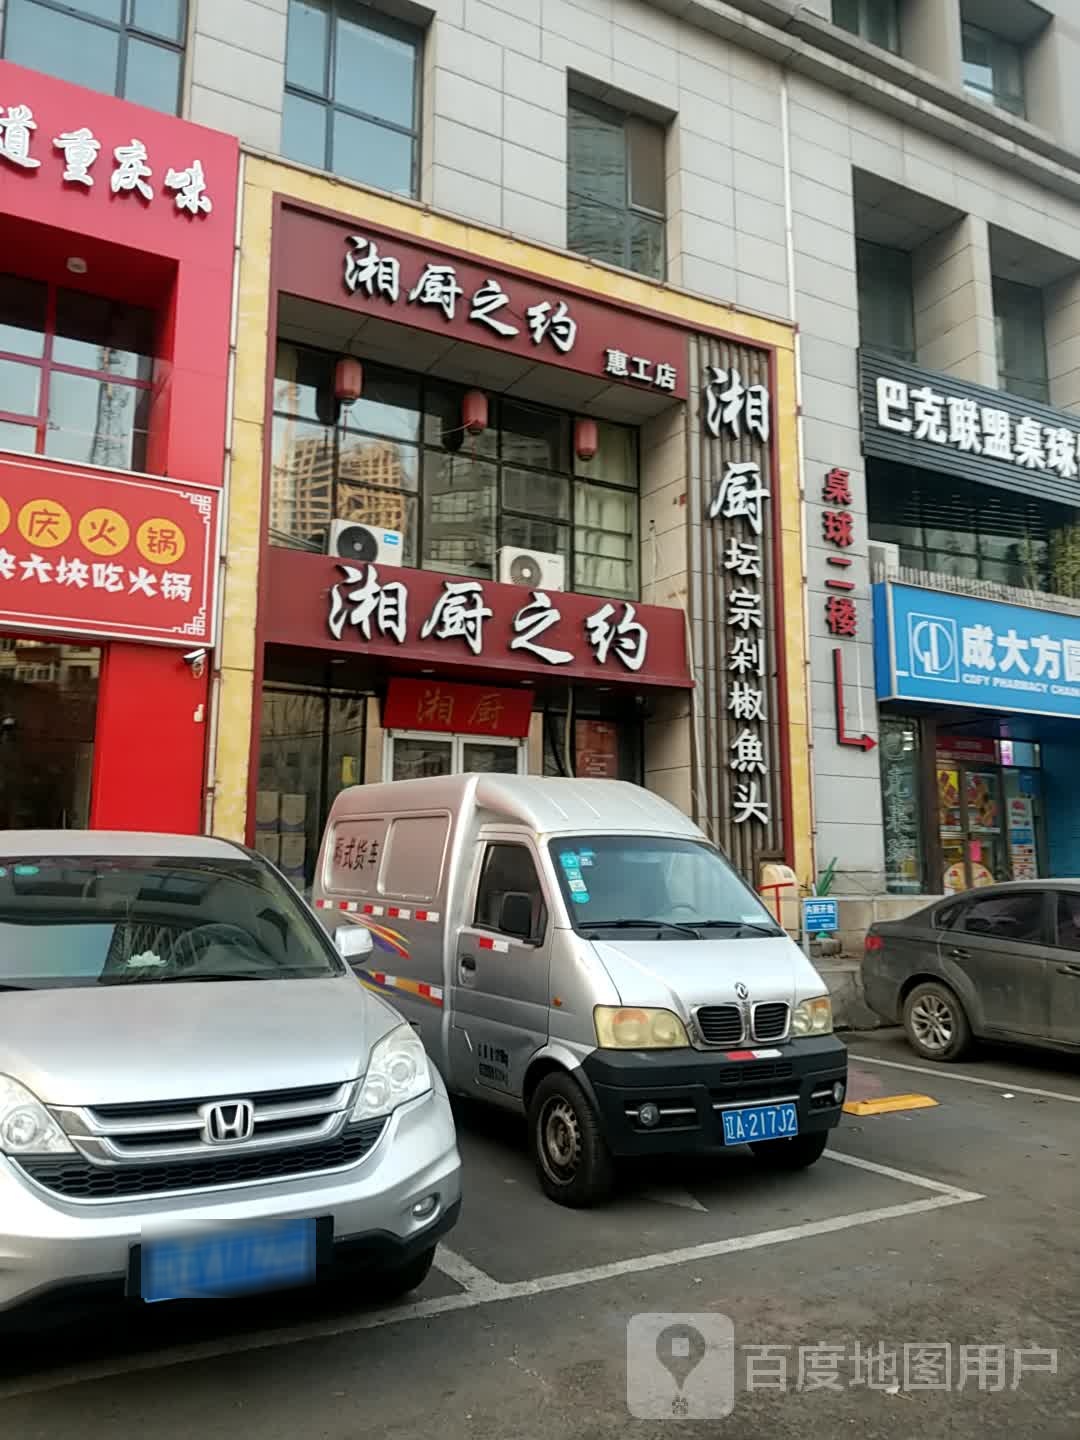 道重庆味
湘厨之约
惠工店
湘厨坛宗剁椒魚头
巴克联盟桌球
桌球二楼
庆火锅
块六块吃火锅
湘厨之约
湘厨
成大方圆
CDFY PHARMACY CHAIN
厢式货车
辽A·217J2
百度地图用户